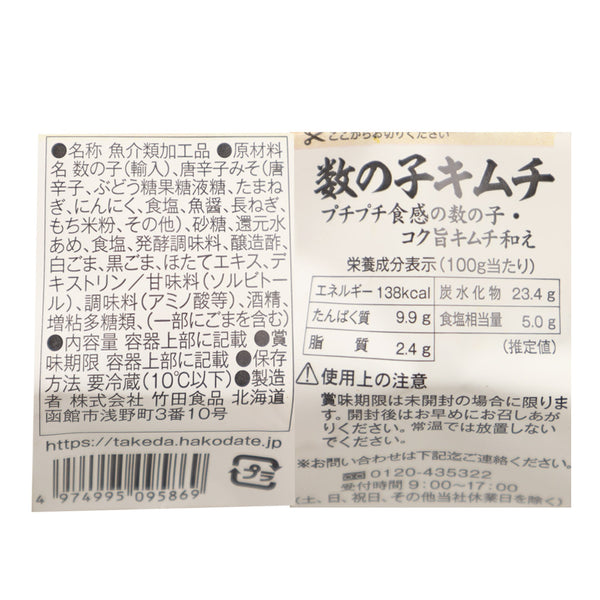 ●名称 魚介類加工品 ●原材料
名 数の子(輸入)、唐辛子みそ(唐
辛子、ぶどう糖果糖液糖、たまね
ぎ、にんにく、食塩、魚醤、長ねぎ、
もち米粉、その他)、砂糖、還元水
あめ、食塩、発酵調味料、醸造酢、
白ごま、黒ごま、ほたてエキス、デ
キストリン／甘味料(ソルビトー
ル)、調味料(アミノ酸等)、酒精、
増粘多糖類、(一部にごまを含む)
●内容量 容器上部に記載 ●賞
味期限 容器上部に記載 ●保存
方法 要冷蔵(10℃以下) ●製造
者 株式会社 竹田食品 北海道
函館市浅野町3番10号
https://takeda.hakodate.jp/
プラ
4 974995 095869
ここからお切りください
数の子キムチ
プチプチ食感の数の子・
コク旨キムチ和え
栄養成分表示(100g当たり)
エネルギー 138kcal 炭水化物 23.4g
たんぱく質 9.9g 食塩相当量 5.0g
脂質 2.4g (推定値)
⚠使用上の注意
賞味期限は未開封の場合に限りま
す。開封後はお早めにお召しあが
りください。常温では放置しない
でください。
※お問い合わせは下記迄ご連絡ください。
0120-435322
受付時間 9:00〜17:00
(土、日、祝日、その他当社休業日を除く)